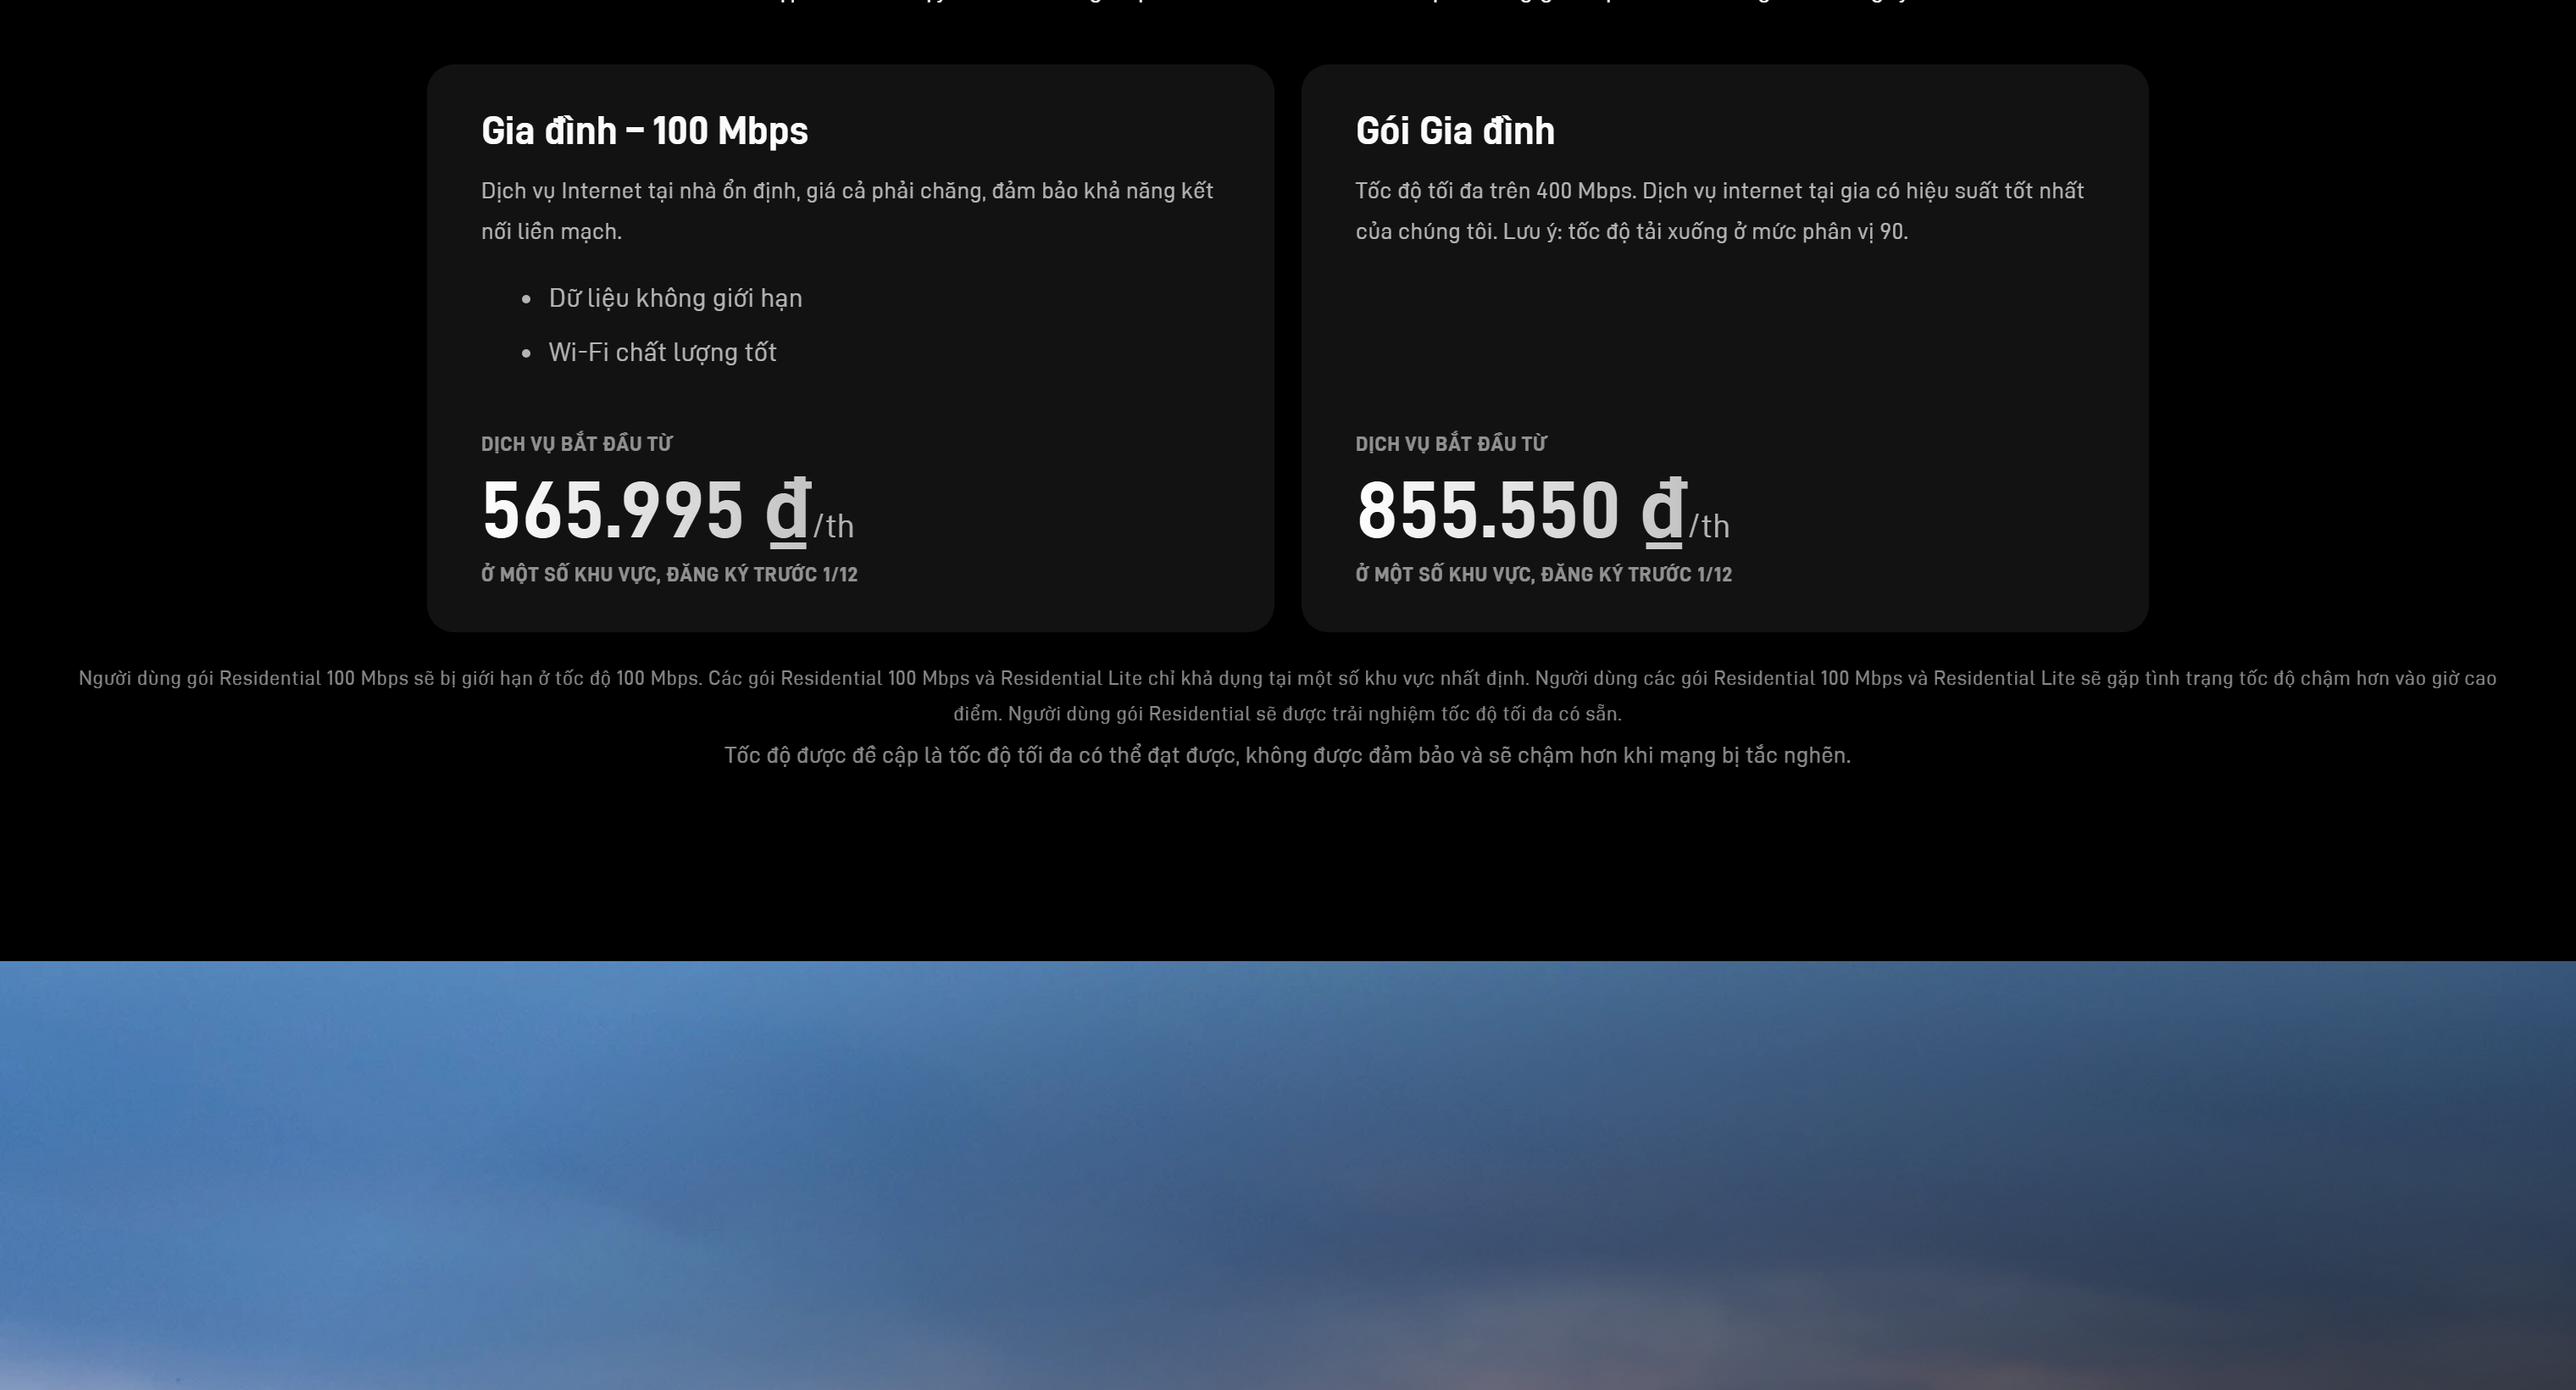 Gia đình – 100 Mbps
Dịch vụ Internet tại nhà ổn định, giá cả phải chăng, đảm bảo khả năng kết
nối liền mạch.
• Dữ liệu không giới hạn
• Wi-Fi chất lượng tốt
DỊCH VỤ BẮT ĐẦU TỪ
565.995 ₫/th
Ở MỘT SỐ KHU VỰC, ĐĂNG KÝ TRƯỚC 1/12
Gói Gia đình
Tốc độ tối đa trên 400 Mbps. Dịch vụ internet tại gia có hiệu suất tốt nhất
của chúng tôi. Lưu ý: tốc độ tải xuống ở mức phân vị 90.
DỊCH VỤ BẮT ĐẦU TỪ
855.550 ₫/th
Ở MỘT SỐ KHU VỰC, ĐĂNG KÝ TRƯỚC 1/12
Người dùng gói Residential 100 Mbps sẽ bị giới hạn ở tốc độ 100 Mbps. Các gói Residential 100 Mbps và Residential Lite chỉ khả dụng tại một số khu vực nhất định. Người dùng các gói Residential 100 Mbps và Residential Lite sẽ gặp tình trạng tốc độ chậm hơn vào giờ cao
điểm. Người dùng gói Residential sẽ được trải nghiệm tốc độ tối đa có sẵn.
Tốc độ được đề cập là tốc độ tối đa có thể đạt được, không được đảm bảo và sẽ chậm hơn khi mạng bị tắc nghẽn.